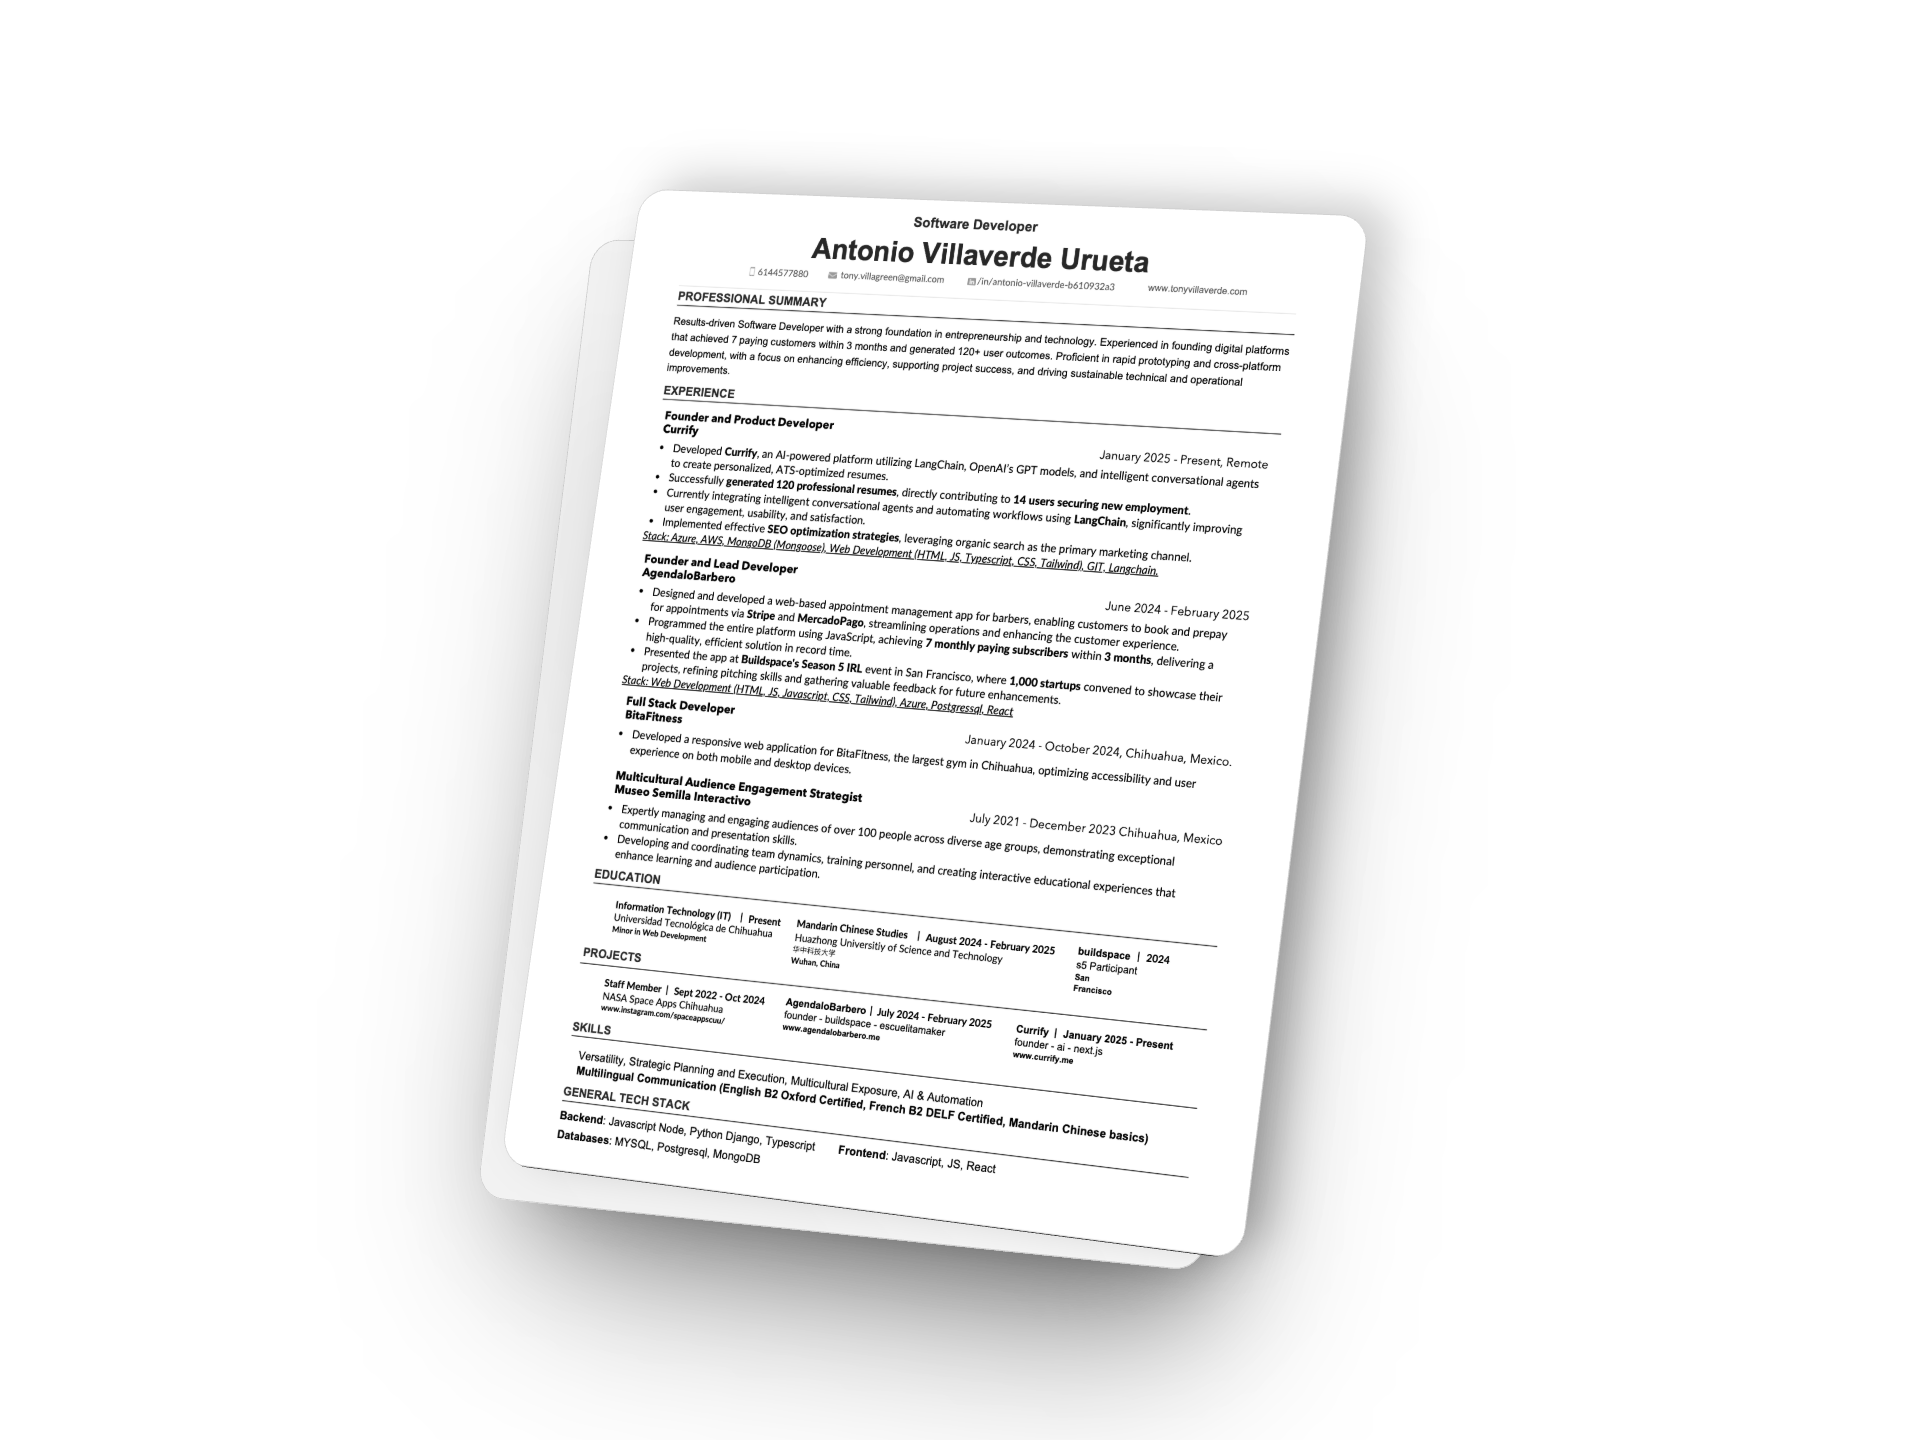 Software Developer
Antonio Villaverde Urueta
6144577880 tony.villagreen@gmail.com /in/antonio-villaverde-b610932a3 www.tonyvillaverde.com
PROFESSIONAL SUMMARY
Results-driven Software Developer with a strong foundation in entrepreneurship and technology. Experienced in founding digital platforms
that achieved 7 paying customers within 3 months and generated 120+ user outcomes. Proficient in rapid prototyping and cross-platform
development, with a focus on enhancing efficiency, supporting project success, and driving sustainable technical and operational
improvements.
EXPERIENCE
Founder and Product Developer
Currify
January 2025 - Present, Remote
• Developed Currify, an AI-powered platform utilizing LangChain, OpenAI's GPT models, and intelligent conversational agents
to create personalized, ATS-optimized resumes.
• Successfully generated 120 professional resumes, directly contributing to 14 users securing new employment.
• Currently integrating intelligent conversational agents and automating workflows using LangChain, significantly improving
user engagement, usability, and satisfaction.
• Implemented effective SEO optimization strategies, leveraging organic search as the primary marketing channel.
Stack: Azure, AWS, MongoDB (Mongoose), Web Development (HTML, JS, Typescript, CSS, Tailwind), GIT, Langchain.
Founder and Lead Developer
AgendaloBarbero
June 2024 - February 2025
• Designed and developed a web-based appointment management app for barbers, enabling customers to book and prepay
for appointments via Stripe and MercadoPago, streamlining operations and enhancing the customer experience.
• Programmed the entire platform using JavaScript, achieving 7 monthly paying subscribers within 3 months, delivering a
high-quality, efficient solution in record time.
• Presented the app at Buildspace's Season 5 IRL event in San Francisco, where 1,000 startups convened to showcase their
projects, refining pitching skills and gathering valuable feedback for future enhancements.
Stack: Web Development (HTML, JS, Javascript, CSS, Tailwind), Azure, Postgressql, React
Full Stack Developer
BitaFitness
January 2024 - October 2024, Chihuahua, Mexico.
• Developed a responsive web application for BitaFitness, the largest gym in Chihuahua, optimizing accessibility and user
experience on both mobile and desktop devices.
Multicultural Audience Engagement Strategist
Museo Semilla Interactivo
July 2021 - December 2023 Chihuahua, Mexico
• Expertly managing and engaging audiences of over 100 people across diverse age groups, demonstrating exceptional
communication and presentation skills.
• Developing and coordinating team dynamics, training personnel, and creating interactive educational experiences that
enhance learning and audience participation.
EDUCATION
Information Technology (IT) | Present
Universidad Tecnológica de Chihuahua
Minor in Web Development
Mandarin Chinese Studies | August 2024 - February 2025
Huazhong Universitiy of Science and Technology
华中科技大学
Wuhan, China
buildspace | 2024
s5 Participant
San
Francisco
PROJECTS
Staff Member | Sept 2022 - Oct 2024
NASA Space Apps Chihuahua
www.instagram.com/spaceappscuu/
AgendaloBarbero | July 2024 - February 2025
founder - buildspace - escuelitamaker
www.agendalobarbero.me
Currify | January 2025 - Present
founder - ai - next.js
www.currify.me
SKILLS
Versatility, Strategic Planning and Execution, Multicultural Exposure, AI & Automation
Multilingual Communication (English B2 Oxford Certified, French B2 DELF Certified, Mandarin Chinese basics)
GENERAL TECH STACK
Backend: Javascript Node, Python Django, Typescript Frontend: Javascript, JS, React
Databases: MYSQL, Postgresql, MongoDB